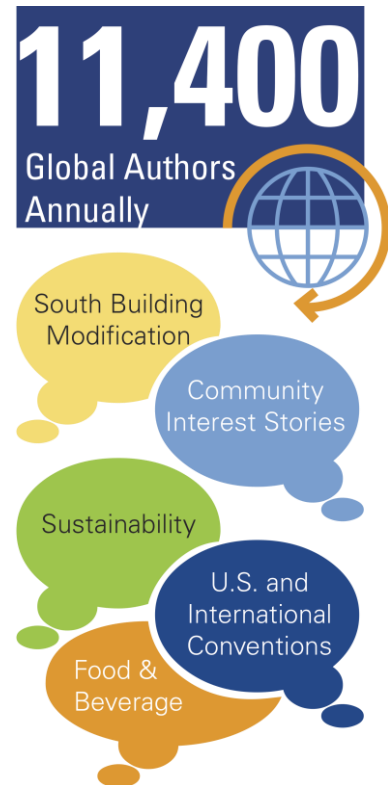 11,400
Global Authors
Annually
South Building
Modification
Community
Interest Stories
Sustainability
U.S. and
International
Conventions
Food &
Beverage